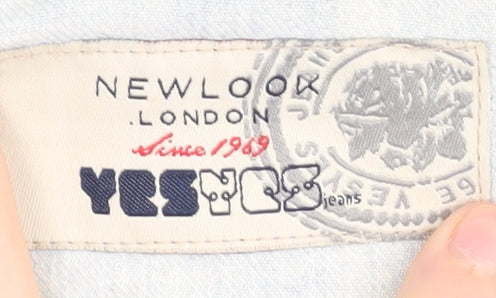 NEWLOOK
.LONDON
Since 1969
YESYES jeans